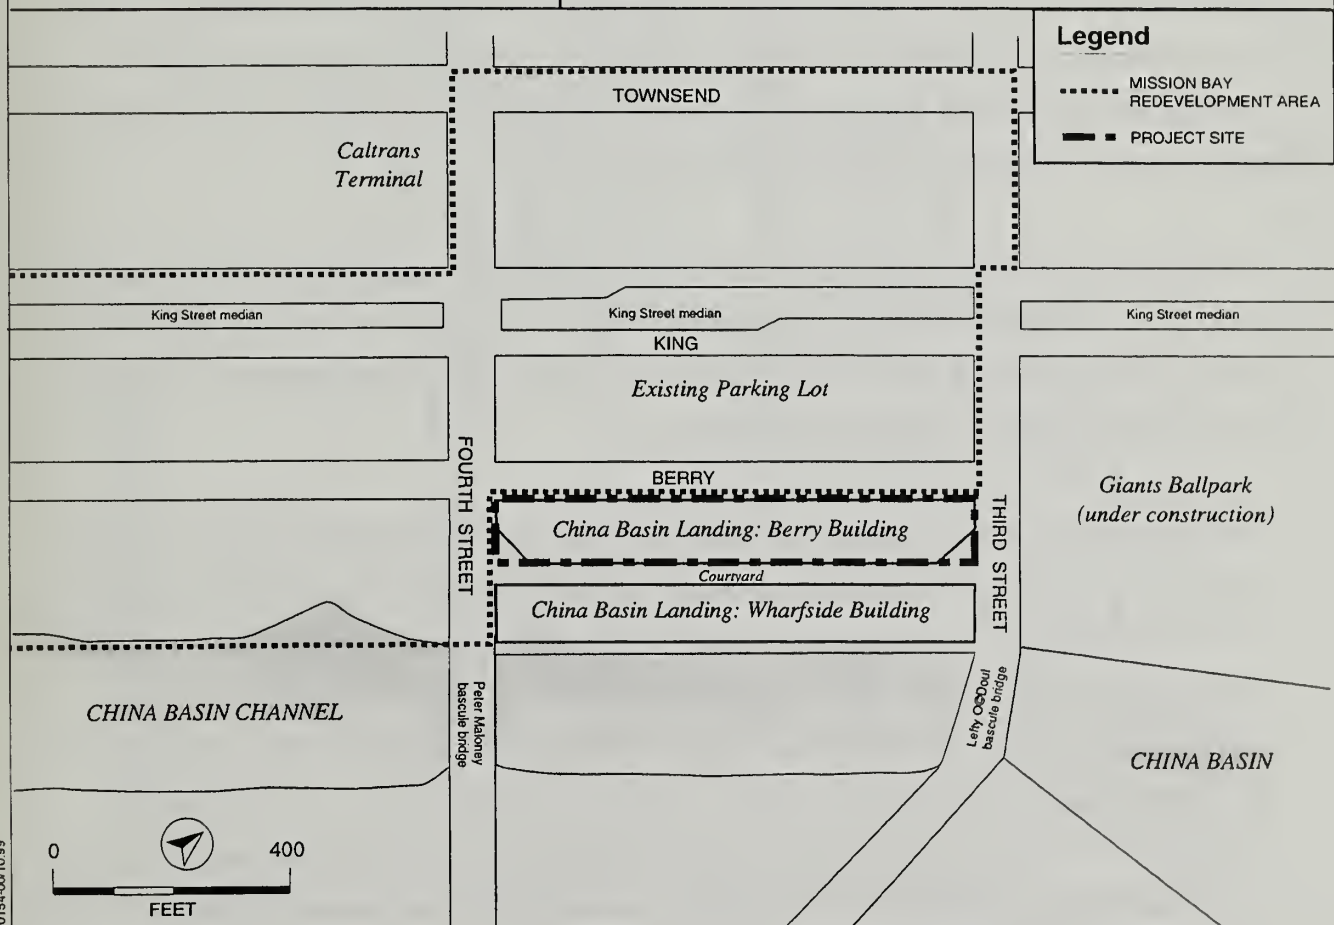 Legend
MISSION BAY
REDEVELOPMENT AREA
PROJECT SITE
TOWNSEND
Caltrans
Terminal
King Street median
King Street median
King Street median
KING
Existing Parking Lot
FOURTH STREET
BERRY
THIRD STREET
Giants Ballpark
(under construction)
China Basin Landing: Berry Building
Courtyard
China Basin Landing: Wharfside Building
CHINA BASIN CHANNEL
Peter Maloney
bascule bridge
Lefty O©Doul
bascule bridge
CHINA BASIN
0 400
FEET